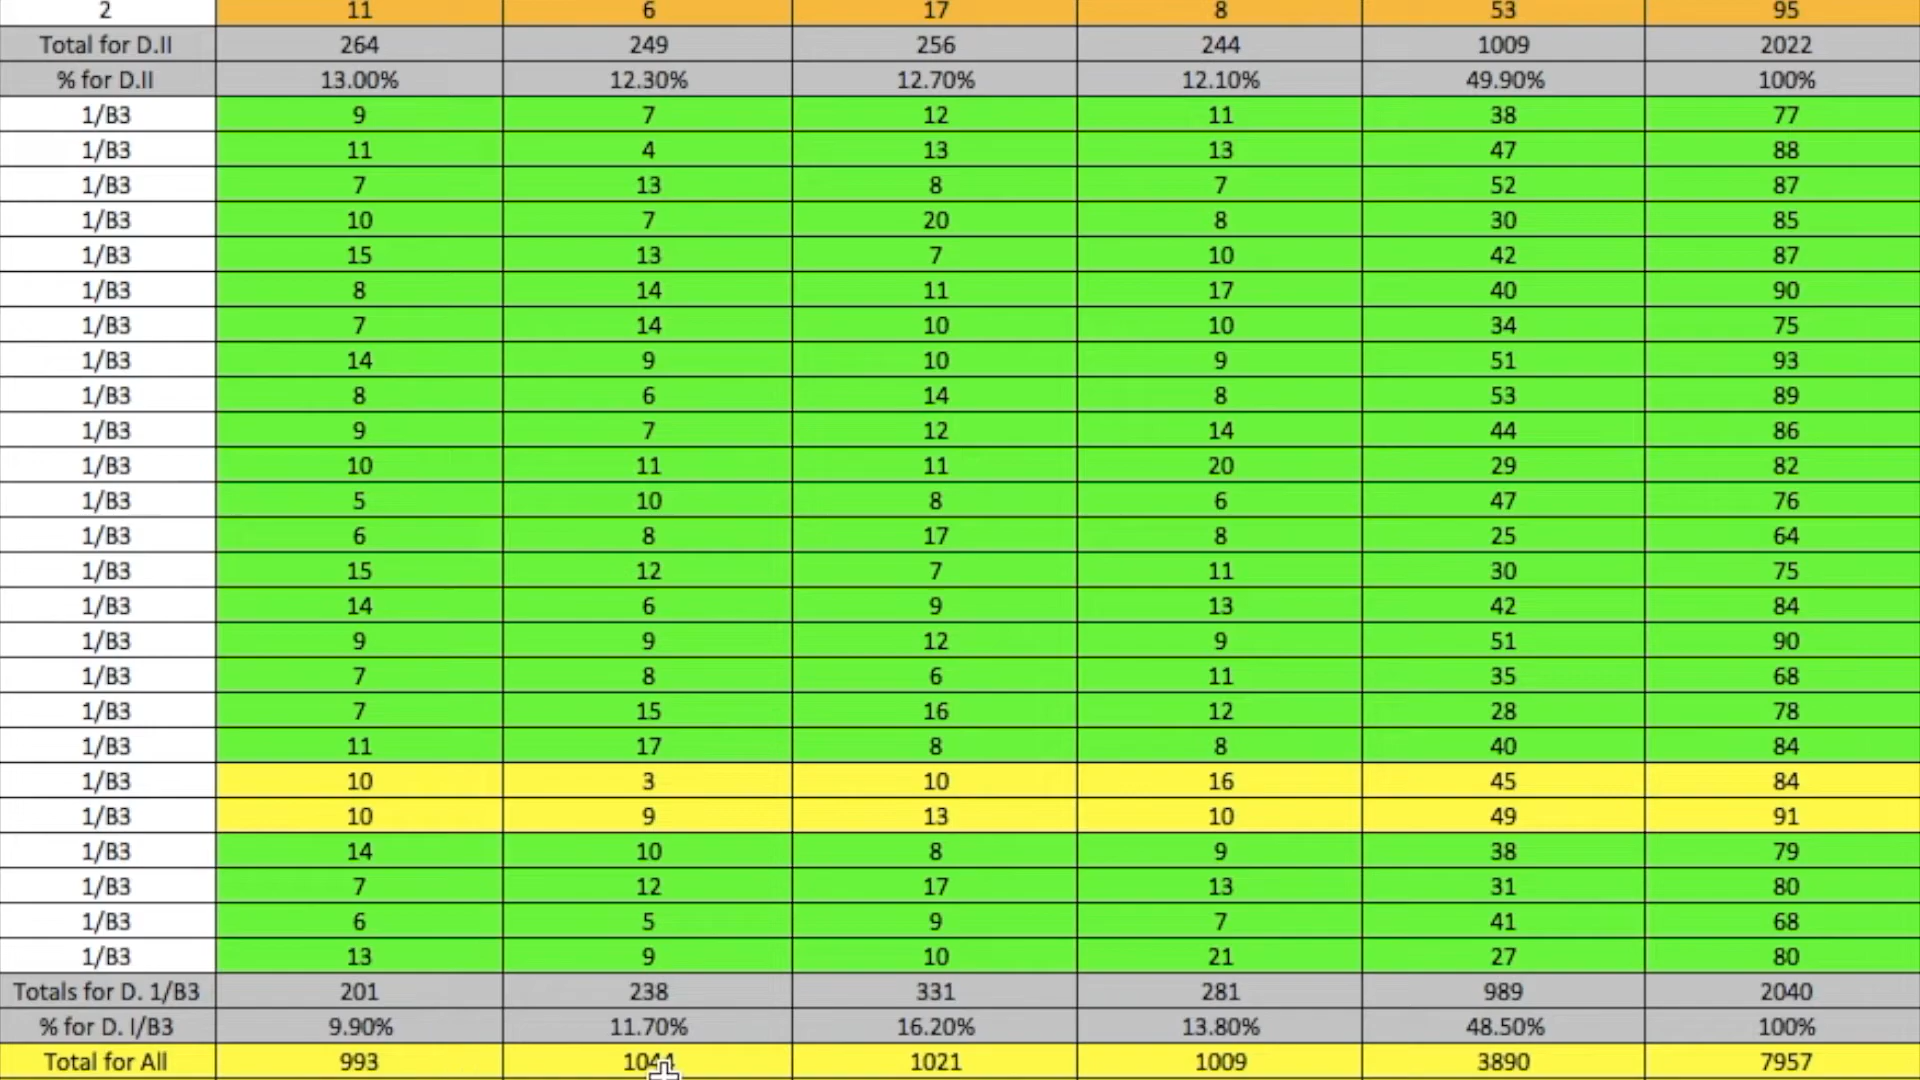 2 11 6 17 8 53 95
Total for D.II 264 249 256 244 1009 2022
% for D.II 13.00% 12.30% 12.70% 12.10% 49.90% 100%
1/B3 9 7 12 11 38 77
1/B3 11 4 13 13 47 88
1/B3 7 13 8 7 52 87
1/B3 10 7 20 8 30 85
1/B3 15 13 7 10 42 87
1/B3 8 14 11 17 40 90
1/B3 7 14 10 10 34 75
1/B3 14 9 10 9 51 93
1/B3 8 6 14 8 53 89
1/B3 9 7 12 14 44 86
1/B3 10 11 11 20 29 82
1/B3 5 10 8 6 47 76
1/B3 6 8 17 8 25 64
1/B3 15 12 7 11 30 75
1/B3 14 6 9 13 42 84
1/B3 9 9 12 9 51 90
1/B3 7 8 6 11 35 68
1/B3 7 15 16 12 28 78
1/B3 11 17 8 8 40 84
1/B3 10 3 10 16 45 84
1/B3 10 9 13 10 49 91
1/B3 14 10 8 9 38 79
1/B3 7 12 17 13 31 80
1/B3 6 5 9 7 41 68
1/B3 13 9 10 21 27 80
Totals for D. 1/B3 201 238 331 281 989 2040
% for D. I/B3 9.90% 11.70% 16.20% 13.80% 48.50% 100%
Total for All 993 1044 1021 1009 3890 7957